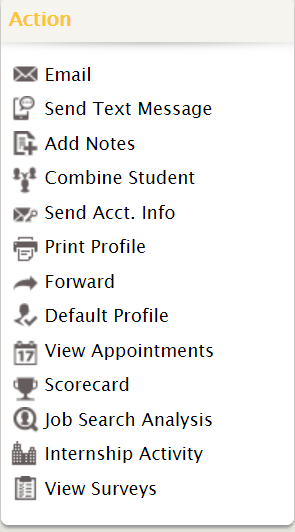 Action
Email
Send Text Message
Add Notes
Combine Student
Send Acct. Info
Print Profile
Forward
Default Profile
17
View Appointments
Scorecard
Job Search Analysis
Internship Activity
View Surveys